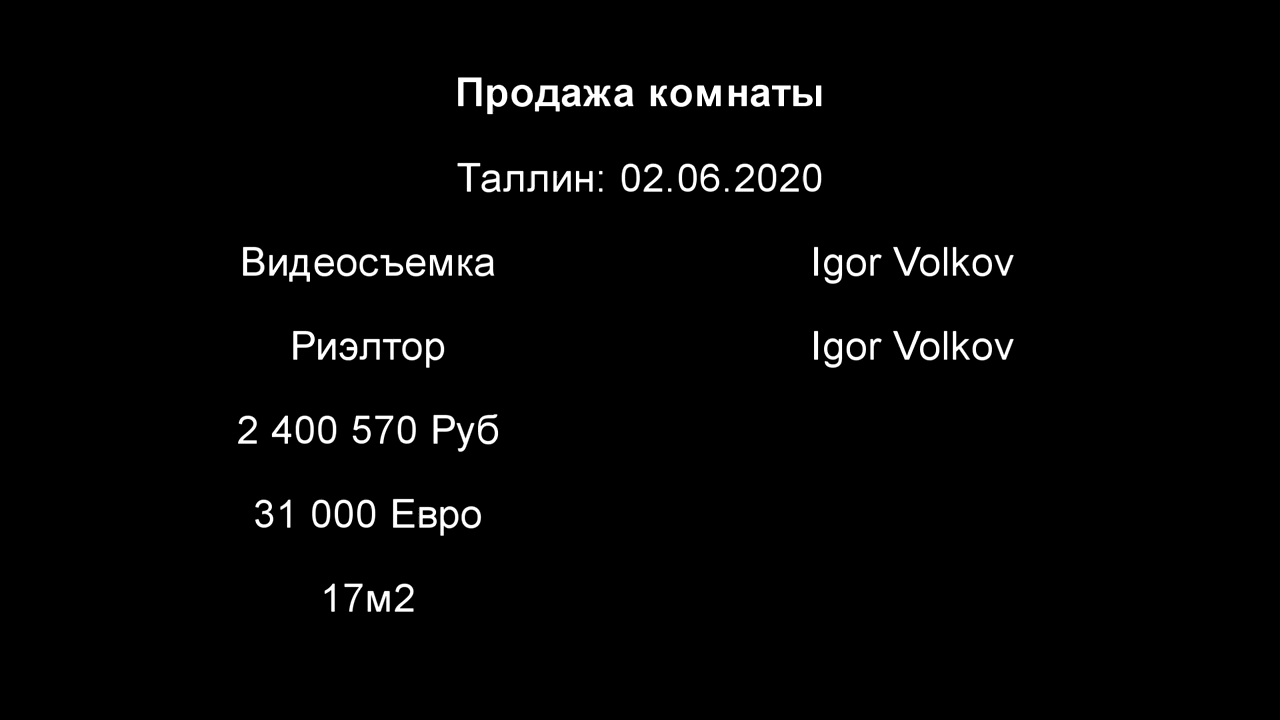 Продажа комнаты
Таллин: 02.06.2020
Видеосъемка Igor Volkov
Риэлтор Igor Volkov
2 400 570 Руб
31 000 Евро
17м2